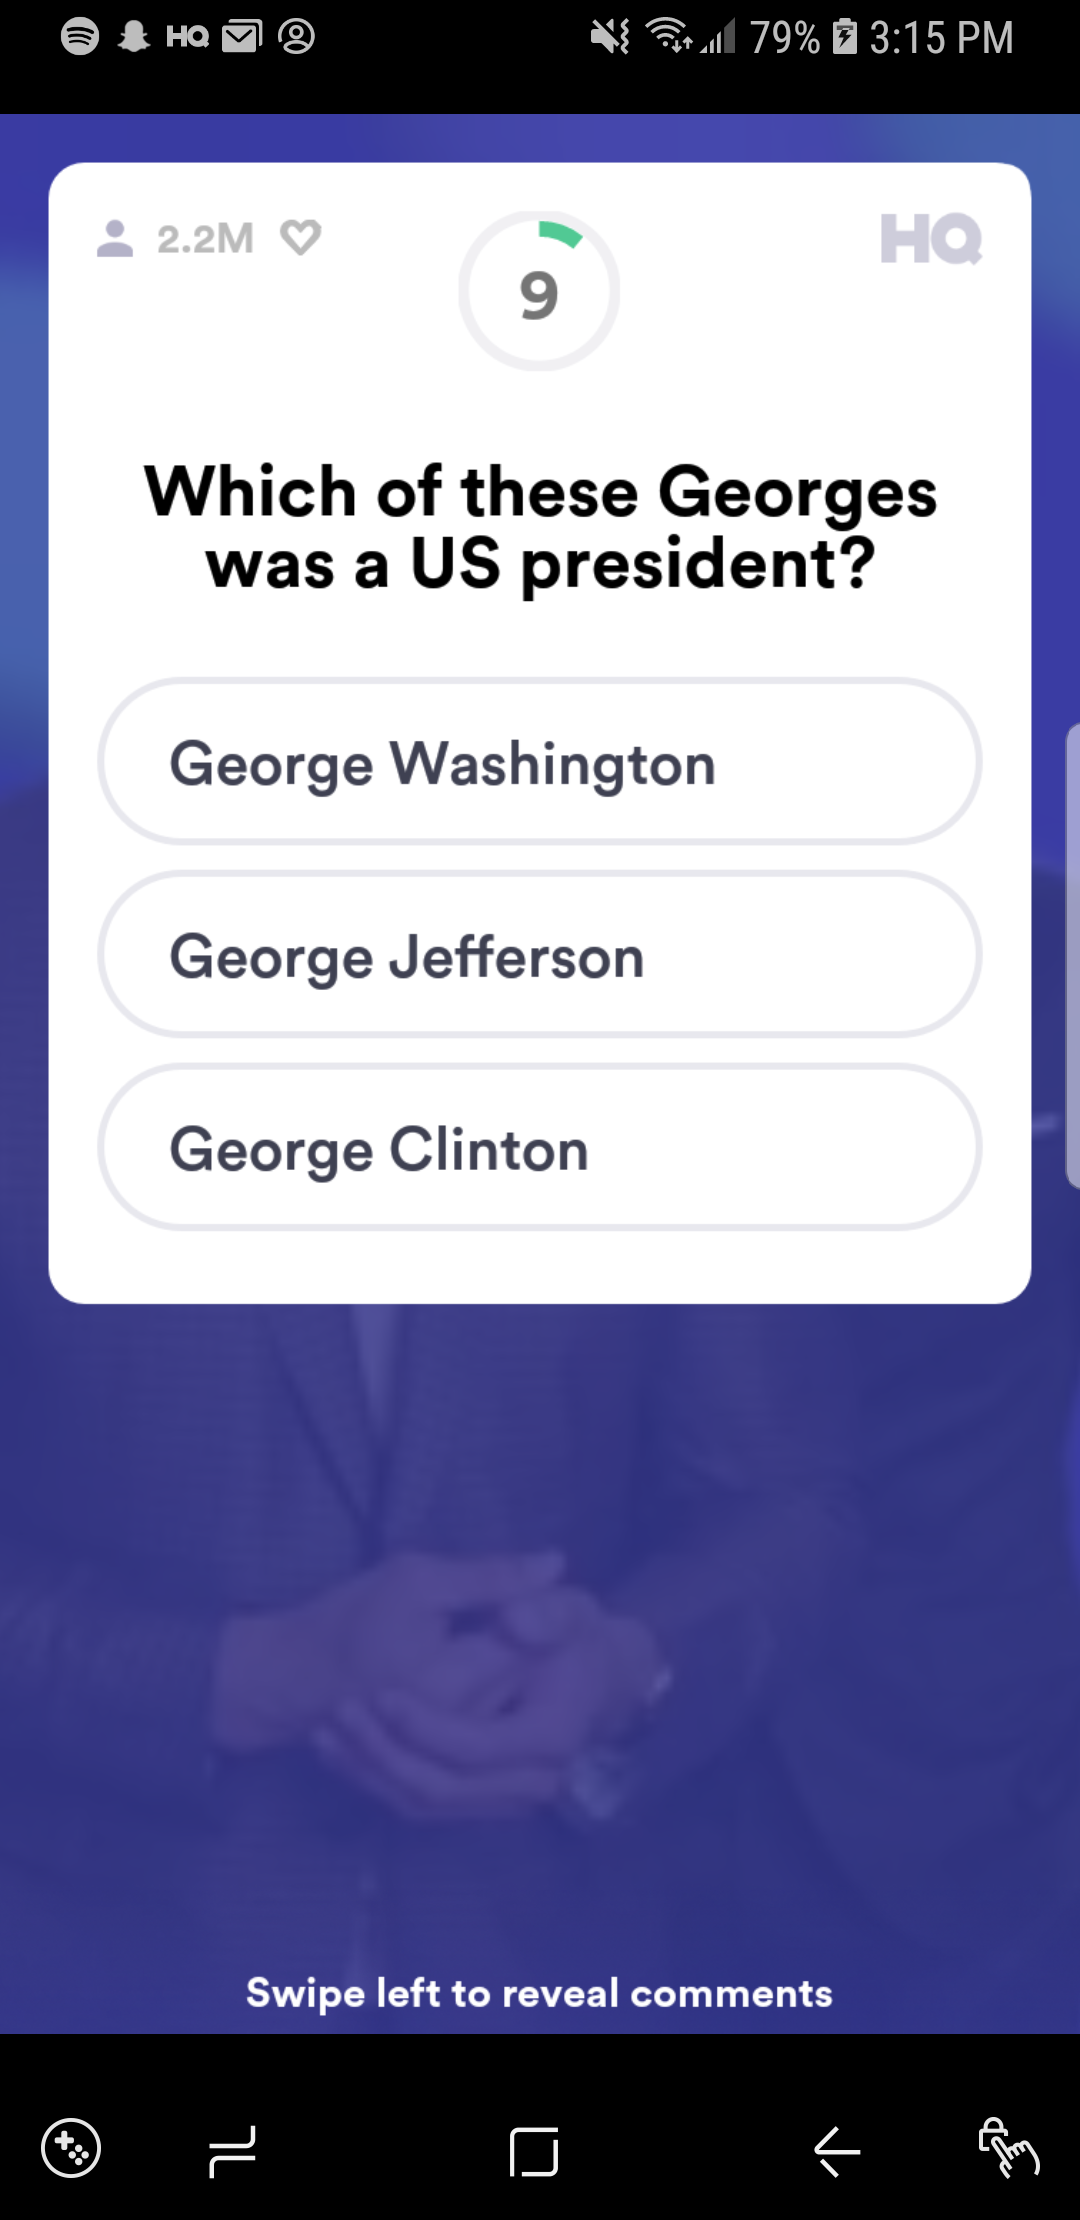 HQ 79% 3:15 PM
2.2M 9 HQ
Which of these Georges
was a US president?
George Washington
George Jefferson
George Clinton
Swipe left to reveal comments